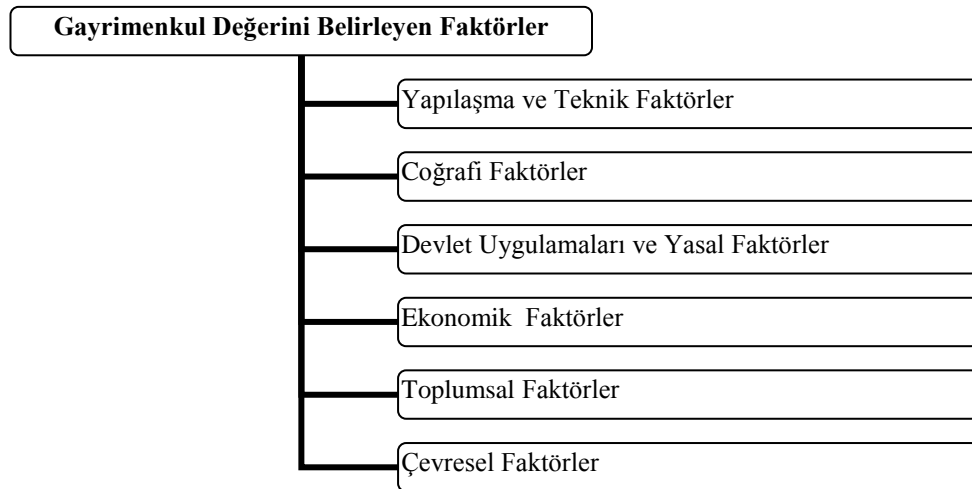 Gayrimenkul Değerini Belirleyen Faktörler
Yapılaşma ve Teknik Faktörler
Coğrafi Faktörler
Devlet Uygulamaları ve Yasal Faktörler
Ekonomik  Faktörler
Toplumsal Faktörler
Çevresel Faktörler